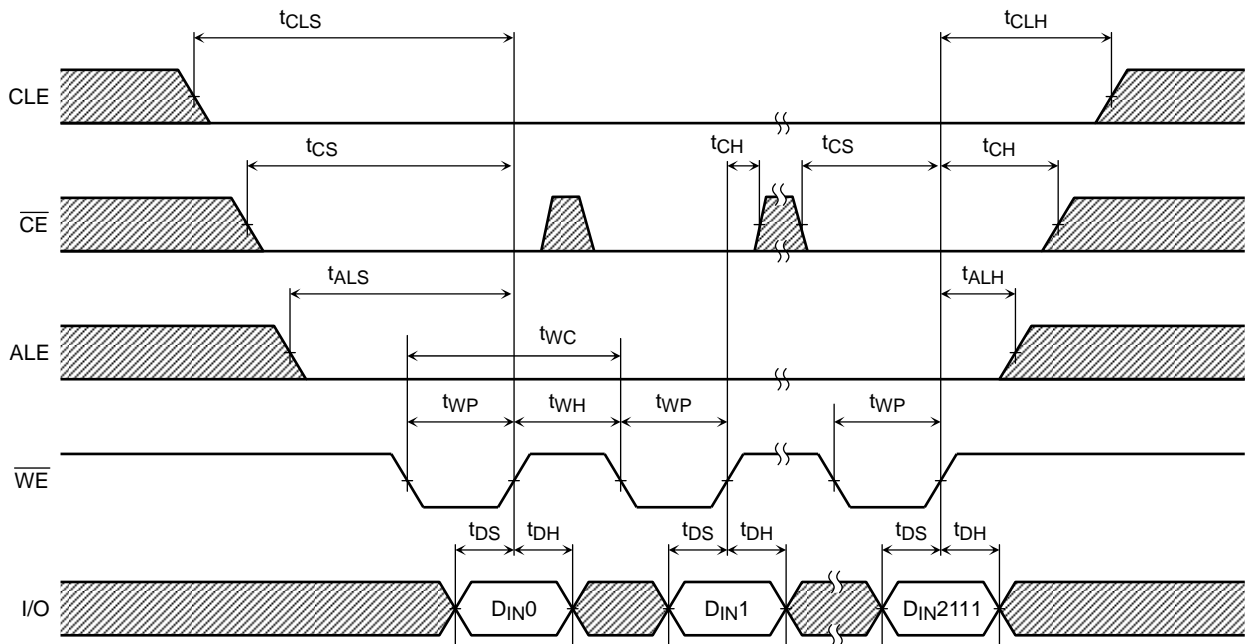 tCLS tCLH
CLE
tCS tCH tCS tCH
CE
tALS tALH
ALE
tWC
tWP tWH tWP tWP
WE
tDS tDH tDS tDH tDS tDH
I/O DIN0 DIN1 DIN2111